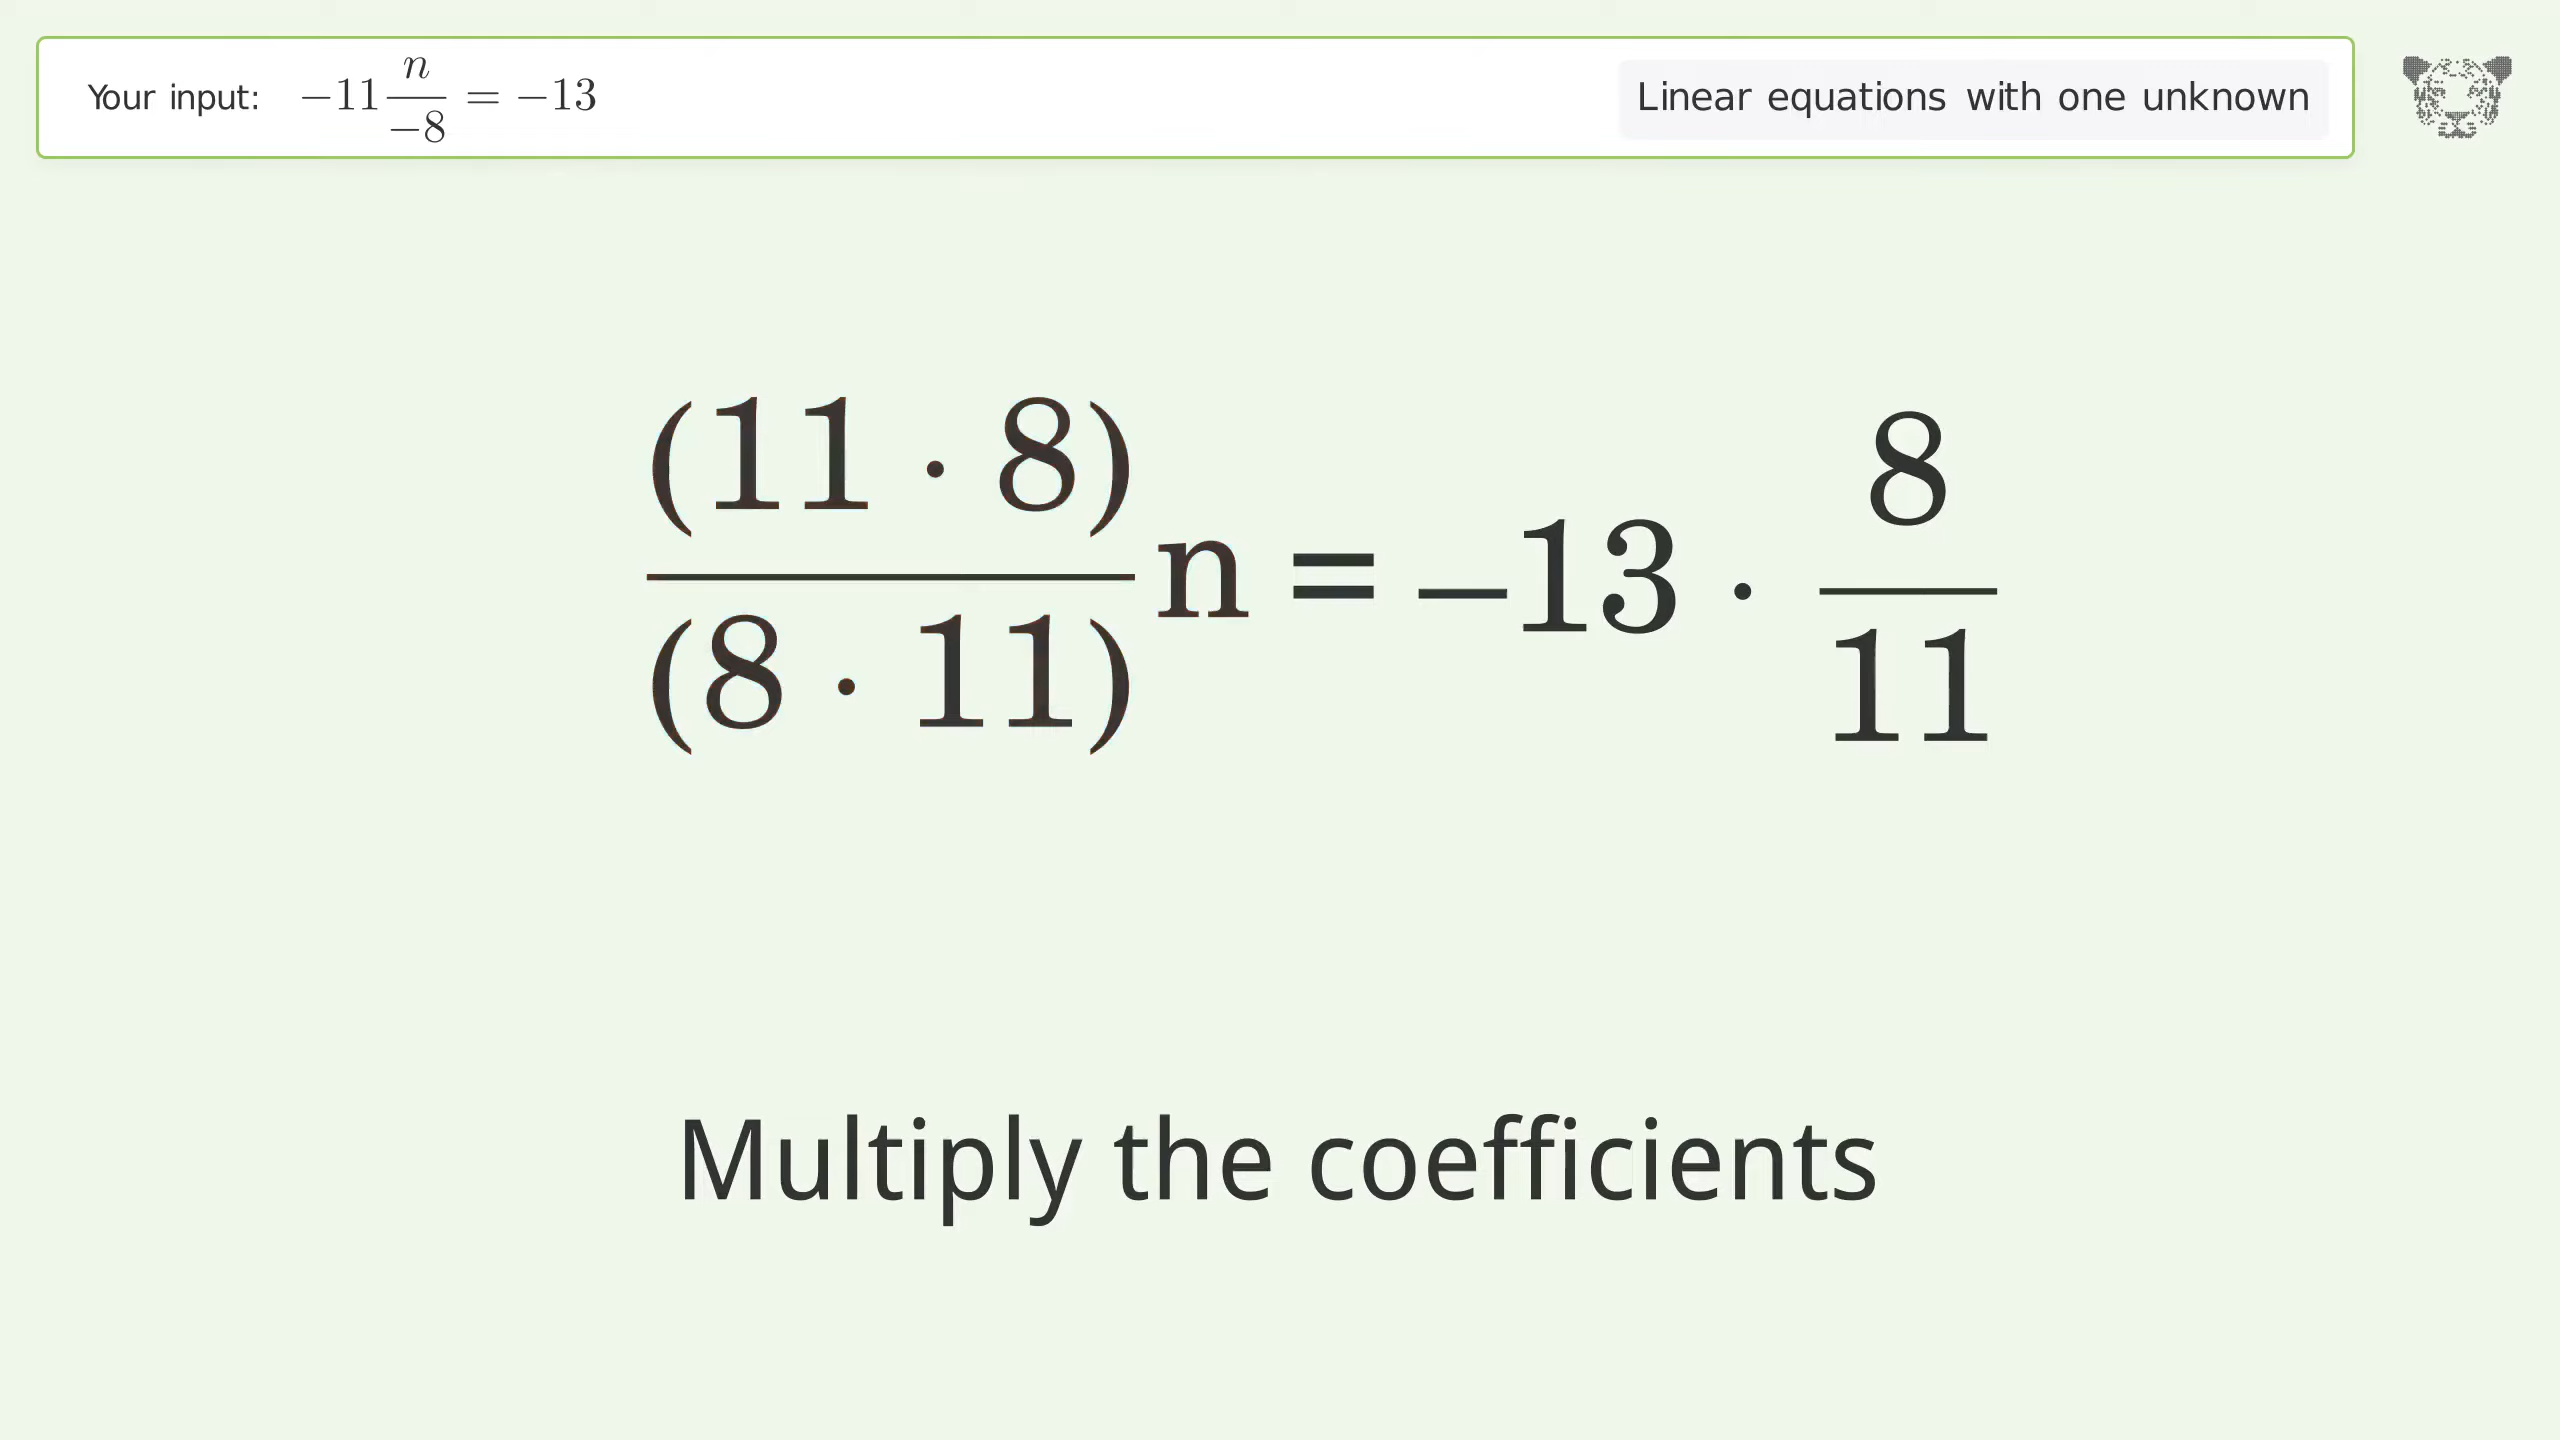 Your input: −11 n/−8 = −13
Linear equations with one unknown
(11 · 8)/(8 · 11) n = −13 · 8/11
Multiply the coefficients